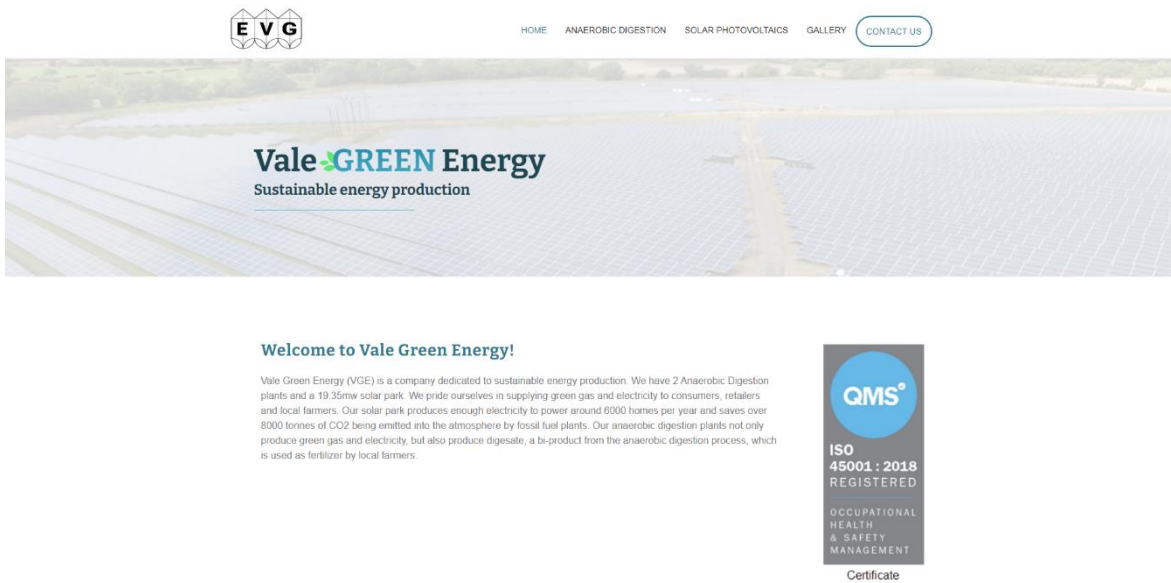 EVG
HOME ANAEROBIC DIGESTION SOLAR PHOTOVOLTAICS GALLERY CONTACT US
Vale GREEN Energy
Sustainable energy production
Welcome to Vale Green Energy!
Vale Green Energy (VGE) is a company dedicated to sustainable energy production. We have 2 Anaerobic Digestion
plants and a 19.35mw solar park. We pride ourselves in supplying green gas and electricity to consumers, retailers
and local farmers. Our solar park produces enough electricity to power around 6000 homes per year and saves over
8000 tonnes of CO2 being emitted into the atmosphere by fossil fuel plants. Our anaerobic digestion plants not only
produce green gas and electricity, but also produce digesate, a bi-product from the anaerobic digestion process, which
is used as fertilizer by local farmers.
QMS
ISO
45001 : 2018
REGISTERED
OCCUPATIONAL
HEALTH
& SAFETY
MANAGEMENT
Certificate